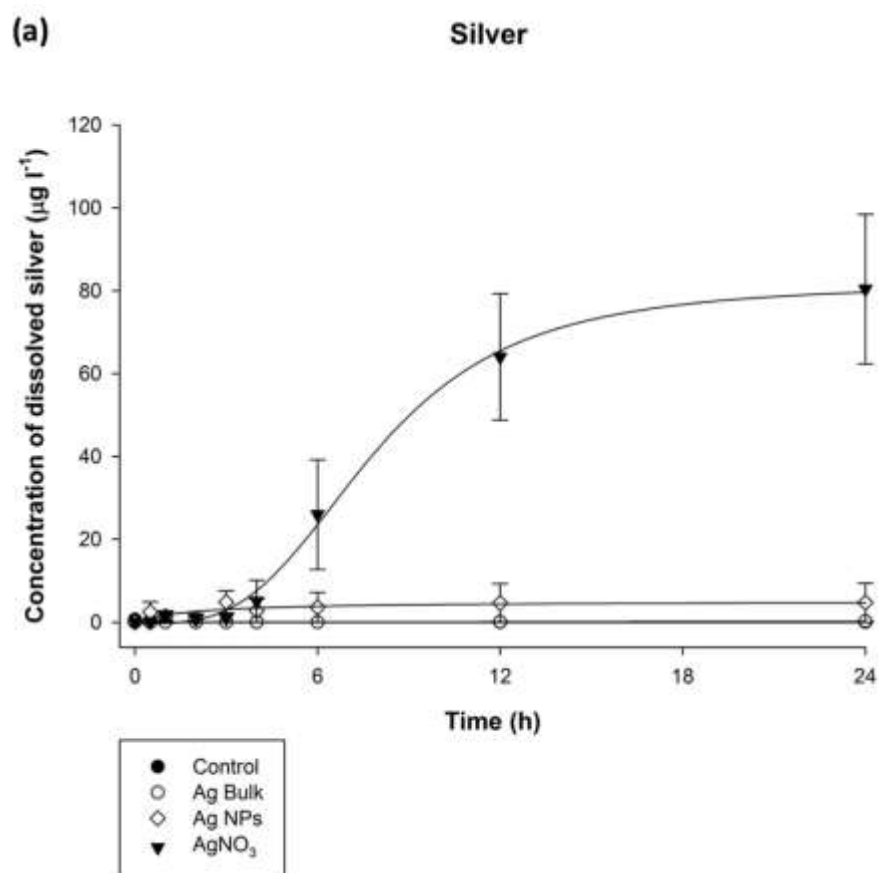 (a)
Silver
Concentration of dissolved silver (µg l⁻¹)
120
100
80
60
40
20
0
0 6 12 18 24
Time (h)
Control
Ag Bulk
Ag NPs
AgNO₃